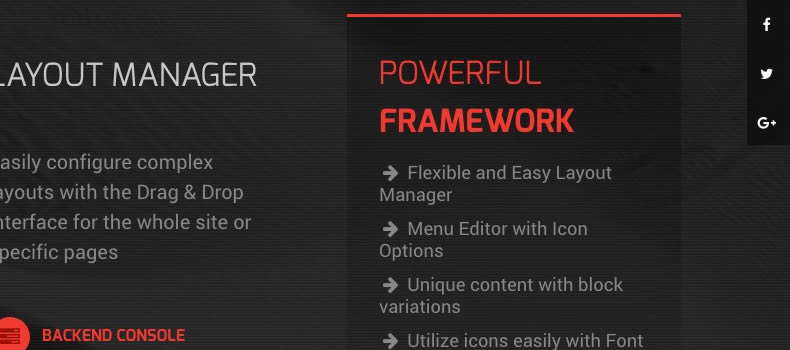 LAYOUT MANAGER
asily configure complex
ayouts with the Drag & Drop
nterface for the whole site or
pecific pages
BACKEND CONSOLE
POWERFUL
FRAMEWORK
Flexible and Easy Layout
Manager
Menu Editor with Icon
Options
Unique content with block
variations
Utilize icons easily with Font
G+